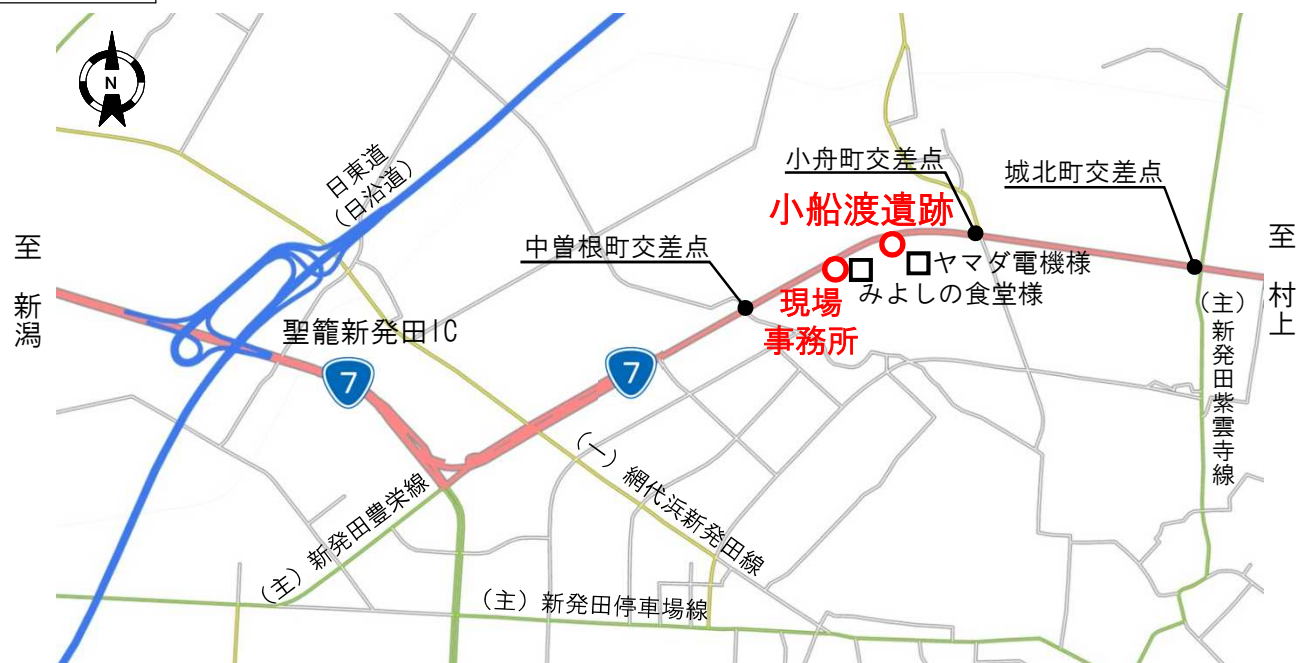 N
日東道
（日沿道）
小舟町交差点
城北町交差点
小船渡遺跡
中曽根町交差点
ヤマダ電機様
みよしの食堂様
現場
事務所
至 新潟
至 村上
聖籠新発田IC
7
7
（主）新発田紫雲寺線
（一）網代浜新発田線
（主）新発田豊栄線
（主）新発田停車場線